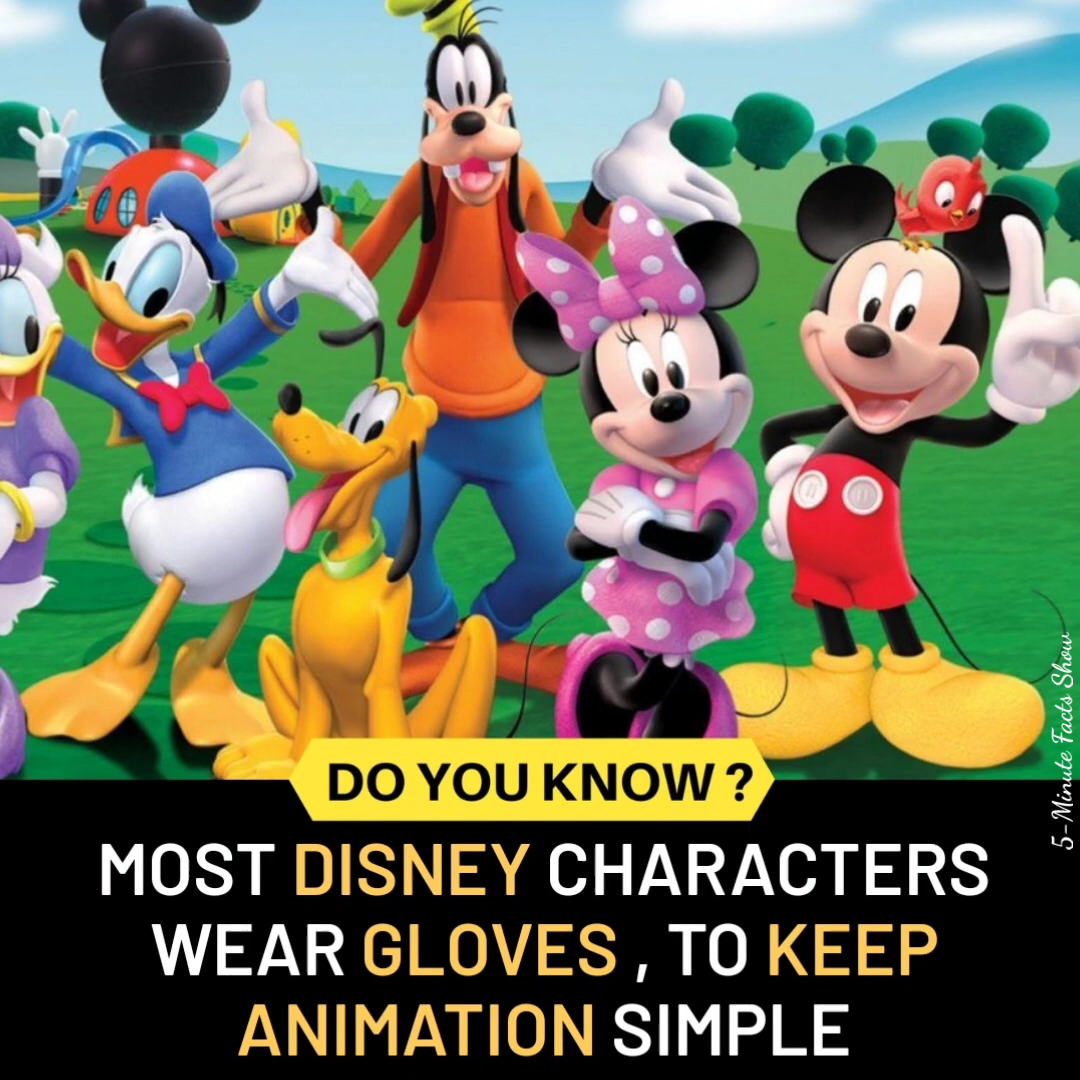 DO YOU KNOW ?
MOST DISNEY CHARACTERS
WEAR GLOVES , TO KEEP
ANIMATION SIMPLE
5-Minute Facts Show